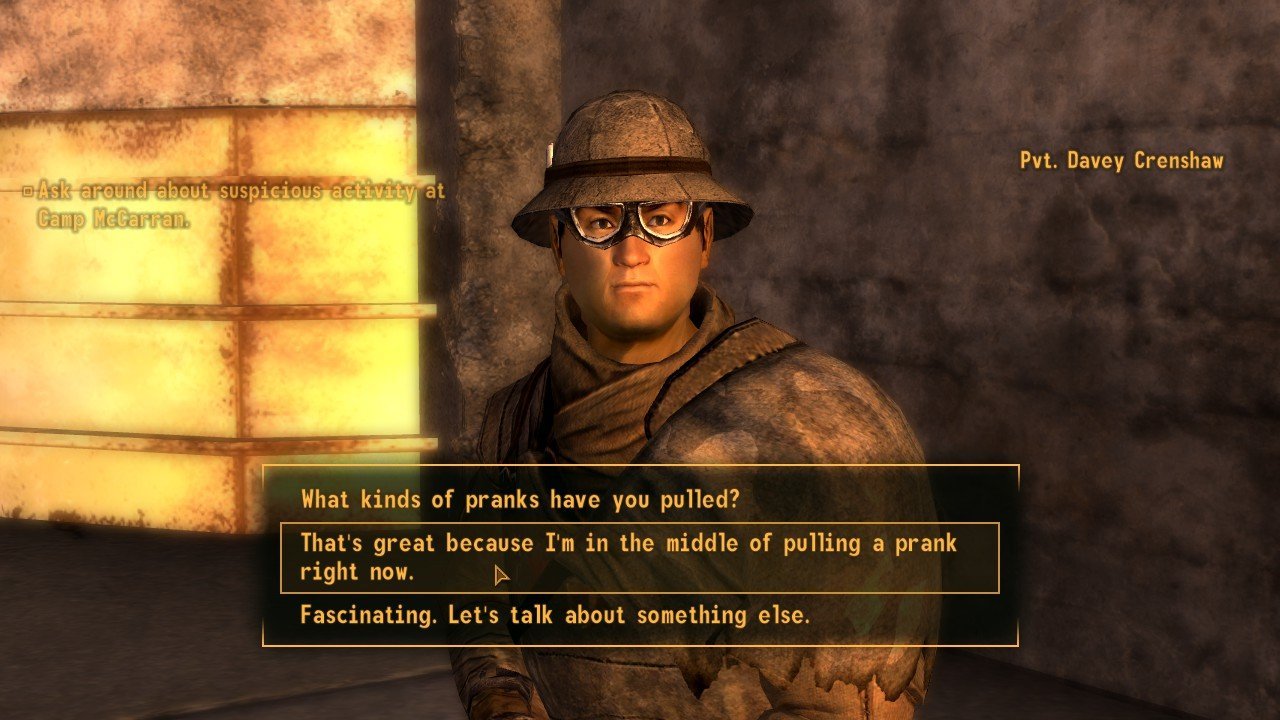 Pvt. Davey Crenshaw
Ask around about suspicious activity at
Camp McCarran.
What kinds of pranks have you pulled?
That's great because I'm in the middle of pulling a prank
right now.
Fascinating. Let's talk about something else.